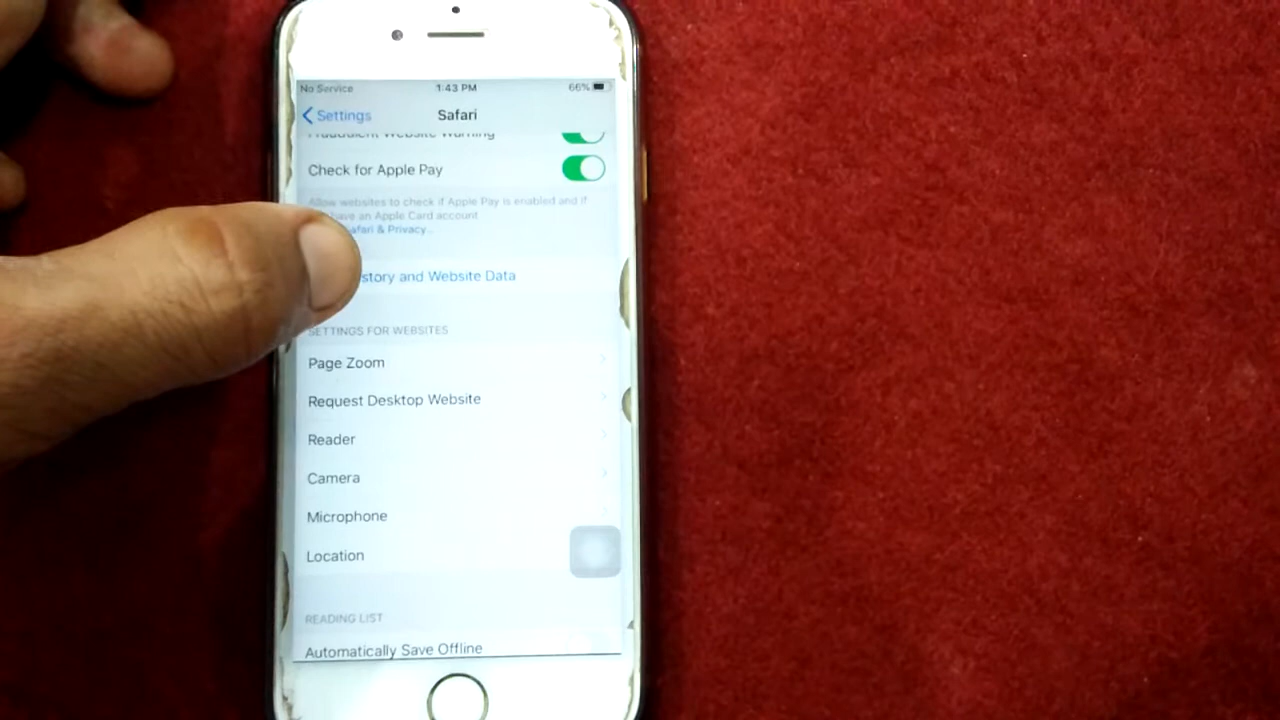 No Service 1:43 PM 66%
Settings Safari
Fraudulent Website Warning
Check for Apple Pay
Allow websites to check if Apple Pay is enabled and if
have an Apple Card account
afari & Privacy...
story and Website Data
SETTINGS FOR WEBSITES
Page Zoom
Request Desktop Website
Reader
Camera
Microphone
Location
READING LIST
Automatically Save Offline